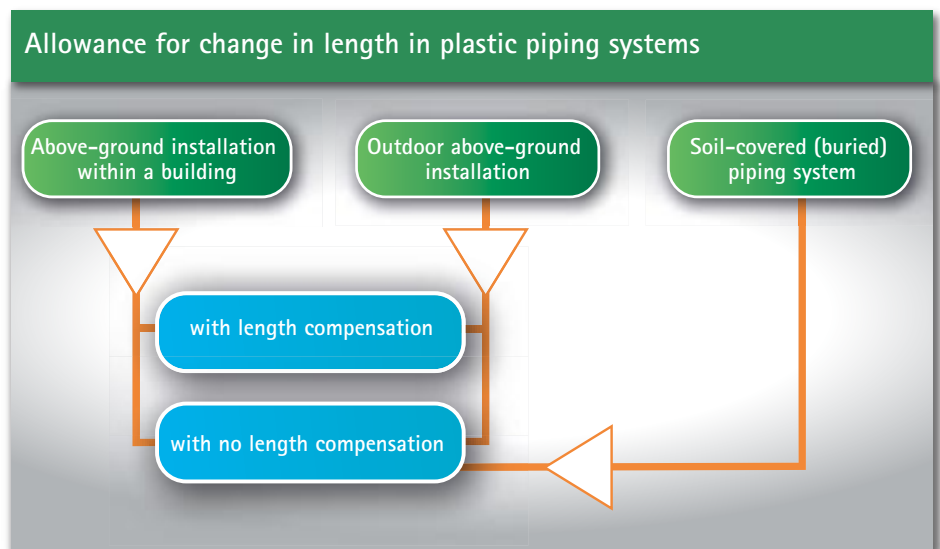 Allowance for change in length in plastic piping systems
Above-ground installation
within a building
Outdoor above-ground
installation
Soil-covered (buried)
piping system
with length compensation
with no length compensation